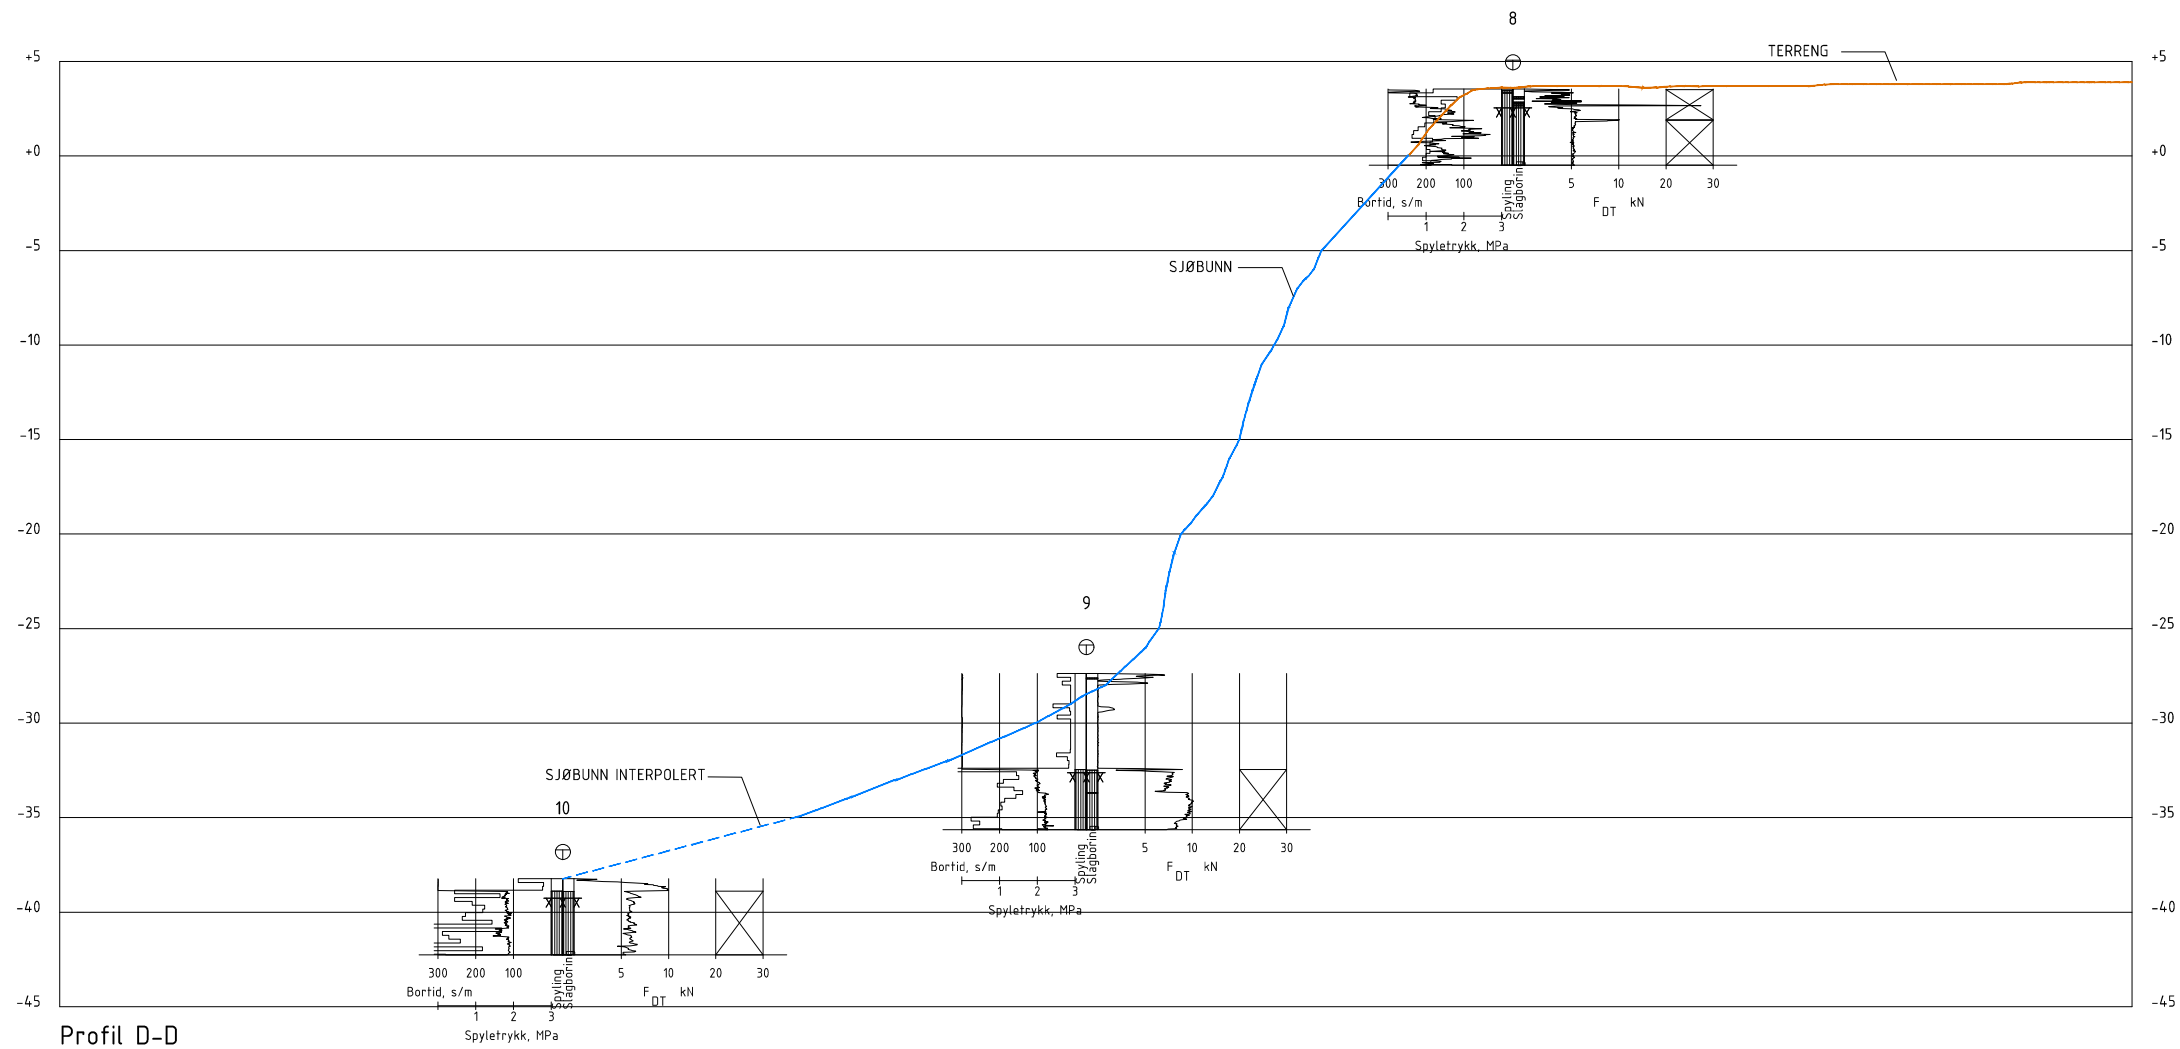 8
TERRENG
+5 +5
+0 +0
300 200 100 5 10 20 30
Bortid, s/m Spyling Slagboring F DT kN
1 2 3
Spyletrykk, MPa
-5 -5
SJØBUNN
-10 -10
-15 -15
-20 -20
9
-25 -25
-30 -30
SJØBUNN INTERPOLERT
10
-35 -35
300 200 100 5 10 20 30
Bortid, s/m Spyling Slagboring F DT kN
1 2 3
Spyletrykk, MPa
-40 -40
300 200 100 5 10 20 30
Bortid, s/m Spyling Slagboring F DT kN
-45 -45
1 2 3
Spyletrykk, MPa
Profil D-D